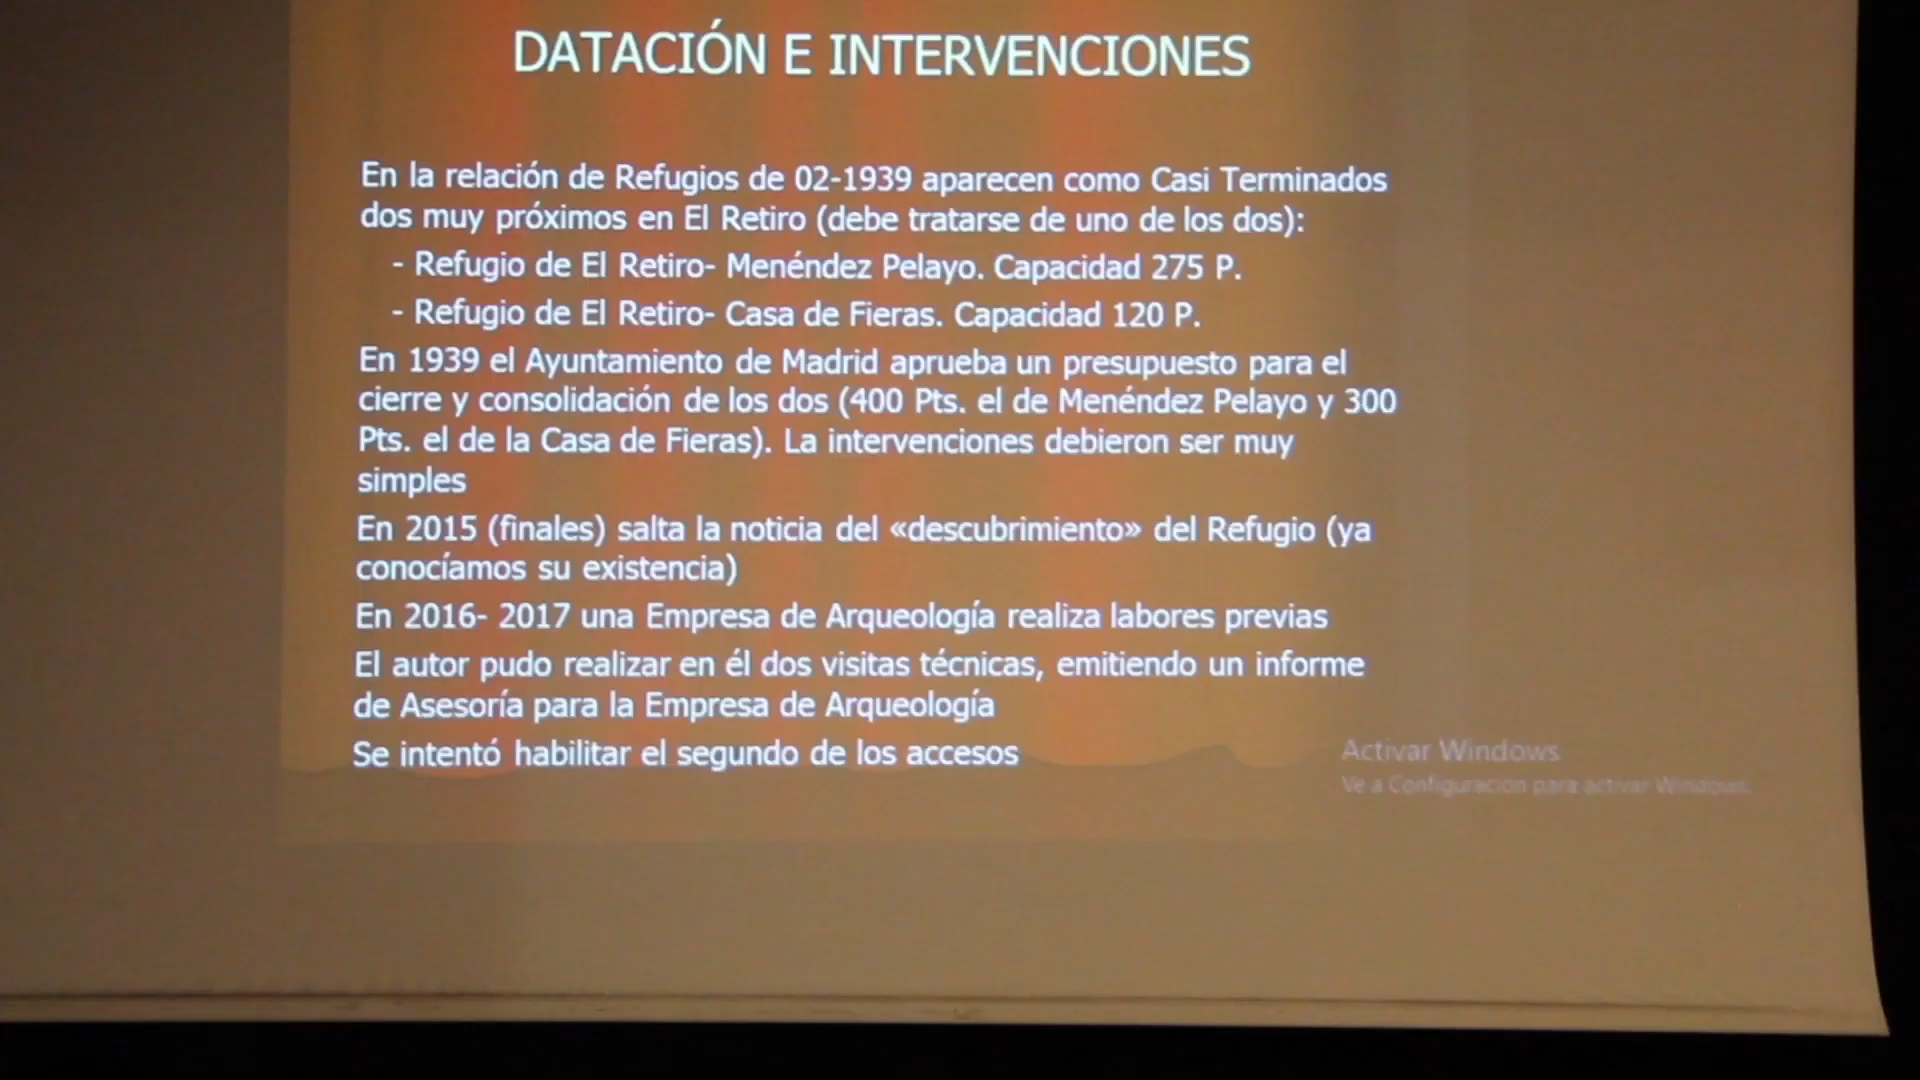 DATACIÓN E INTERVENCIONES
En la relación de Refugios de 02-1939 aparecen como Casi Terminados
dos muy próximos en El Retiro (debe tratarse de uno de los dos):
- Refugio de El Retiro- Menéndez Pelayo. Capacidad 275 P.
- Refugio de El Retiro- Casa de Fieras. Capacidad 120 P.
En 1939 el Ayuntamiento de Madrid aprueba un presupuesto para el
cierre y consolidación de los dos (400 Pts. el de Menéndez Pelayo y 300
Pts. el de la Casa de Fieras). La intervenciones debieron ser muy
simples
En 2015 (finales) salta la noticia del «descubrimiento» del Refugio (ya
conocíamos su existencia)
En 2016- 2017 una Empresa de Arqueología realiza labores previas
El autor pudo realizar en él dos visitas técnicas, emitiendo un informe
de Asesoría para la Empresa de Arqueología
Se intentó habilitar el segundo de los accesos
Activar Windows
Ve a Configuración para activar Windows.